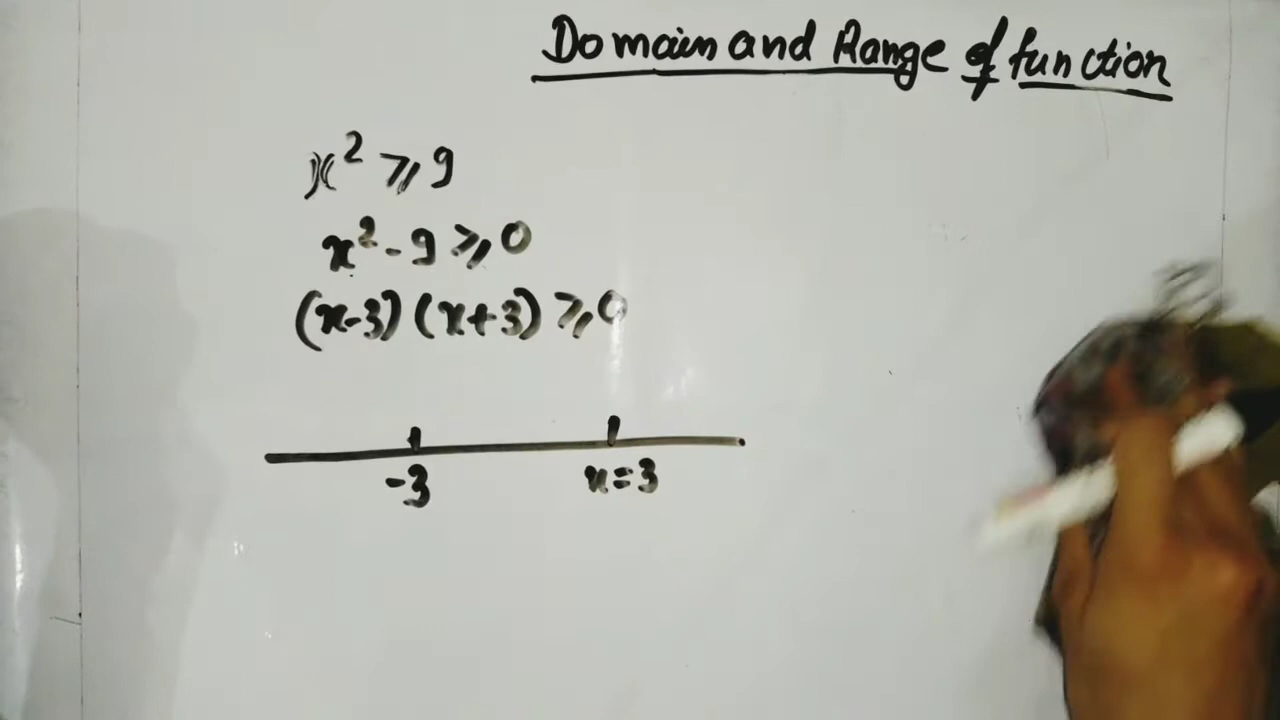 Domain and Range of function
x² ⩾ 9
x² - 9 ⩾ 0
(x-3) (x+3) ⩾ 0
-3 x=3